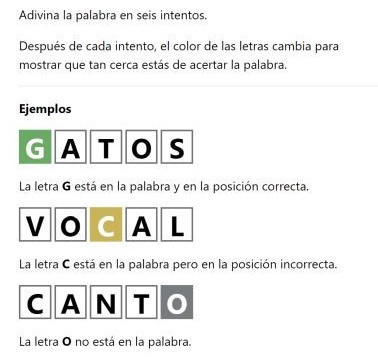 Adivina la palabra en seis intentos.
Después de cada intento, el color de las letras cambia para
mostrar que tan cerca estás de acertar la palabra.
Ejemplos
G A T O S
La letra G está en la palabra y en la posición correcta.
V O C A L
La letra C está en la palabra pero en la posición incorrecta.
C A N T O
La letra O no está en la palabra.